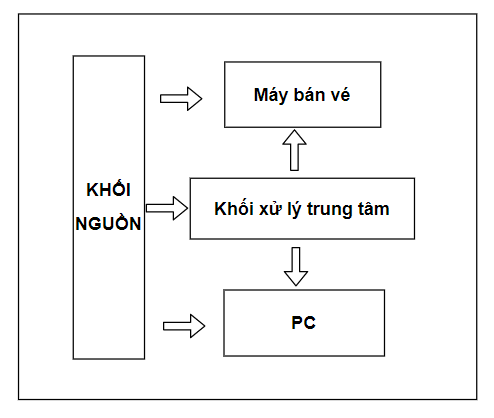 Máy bán vé
KHỐI
NGUỒN
Khối xử lý trung tâm
PC